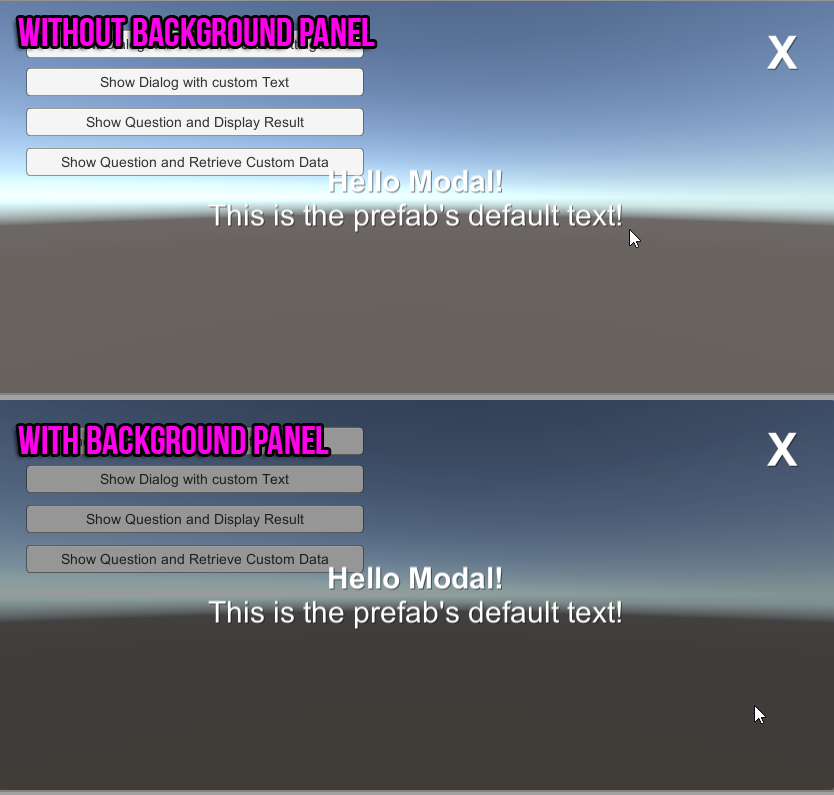 WITHOUT BACKGROUND PANEL
X
Show Dialog with custom Text
Show Question and Display Result
Show Question and Retrieve Custom Data
Hello Modal!
This is the prefab's default text!
WITH BACKGROUND PANEL
X
Show Dialog with custom Text
Show Question and Display Result
Show Question and Retrieve Custom Data
Hello Modal!
This is the prefab's default text!